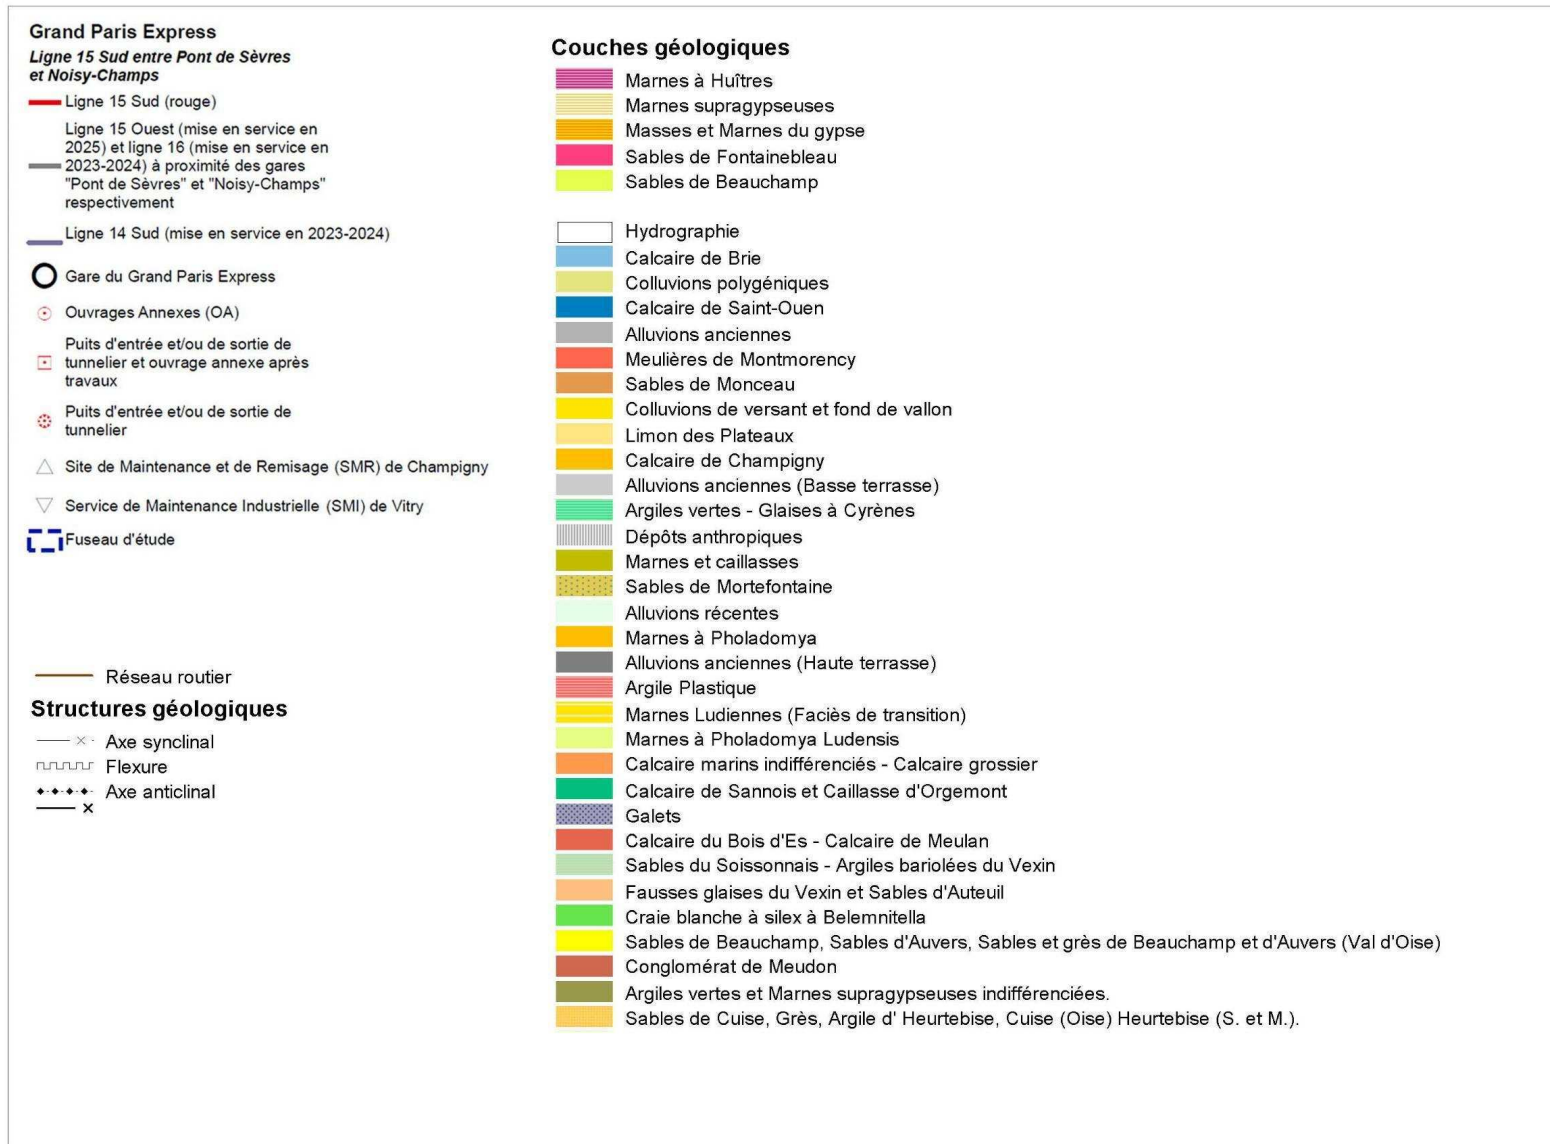 Grand Paris Express
Ligne 15 Sud entre Pont de Sèvres
et Noisy-Champs
Ligne 15 Sud (rouge)
Ligne 15 Ouest (mise en service en
2025) et ligne 16 (mise en service en
2023-2024) à proximité des gares
"Pont de Sèvres" et "Noisy-Champs"
respectivement
Ligne 14 Sud (mise en service en 2023-2024)
Gare du Grand Paris Express
Ouvrages Annexes (OA)
Puits d'entrée et/ou de sortie de
tunnelier et ouvrage annexe après
travaux
Puits d'entrée et/ou de sortie de
tunnelier
Site de Maintenance et de Remisage (SMR) de Champigny
Service de Maintenance Industrielle (SMI) de Vitry
Fuseau d'étude
Réseau routier
Structures géologiques
Axe synclinal
Flexure
Axe anticlinal
Couches géologiques
Marnes à Huîtres
Marnes supragypseuses
Masses et Marnes du gypse
Sables de Fontainebleau
Sables de Beauchamp
Hydrographie
Calcaire de Brie
Colluvions polygéniques
Calcaire de Saint-Ouen
Alluvions anciennes
Meulières de Montmorency
Sables de Monceau
Colluvions de versant et fond de vallon
Limon des Plateaux
Calcaire de Champigny
Alluvions anciennes (Basse terrasse)
Argiles vertes - Glaises à Cyrènes
Dépôts anthropiques
Marnes et caillasses
Sables de Mortefontaine
Alluvions récentes
Marnes à Pholadomya
Alluvions anciennes (Haute terrasse)
Argile Plastique
Marnes Ludiennes (Faciès de transition)
Marnes à Pholadomya Ludensis
Calcaire marins indifférenciés - Calcaire grossier
Calcaire de Sannois et Caillasse d'Orgemont
Galets
Calcaire du Bois d'Es - Calcaire de Meulan
Sables du Soissonnais - Argiles bariolées du Vexin
Fausses glaises du Vexin et Sables d'Auteuil
Craie blanche à silex à Belemnitella
Sables de Beauchamp, Sables d'Auvers, Sables et grès de Beauchamp et d'Auvers (Val d'Oise)
Conglomérat de Meudon
Argiles vertes et Marnes supragypseuses indifférenciées.
Sables de Cuise, Grès, Argile d' Heurtebise, Cuise (Oise) Heurtebise (S. et M.).